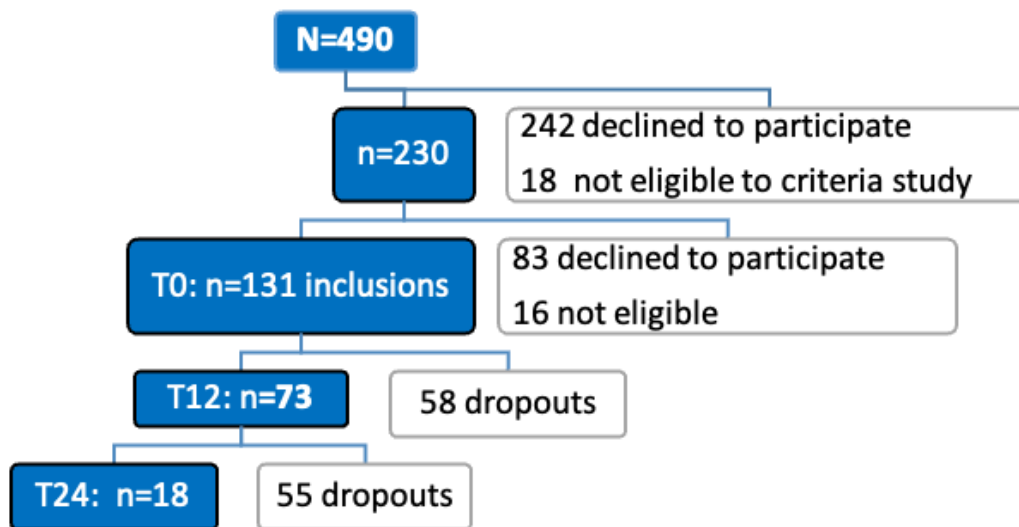 N=490
n=230
242 declined to participate
18 not eligible to criteria study
T0: n=131 inclusions
83 declined to participate
16 not eligible
T12: n=73
58 dropouts
T24: n=18
55 dropouts